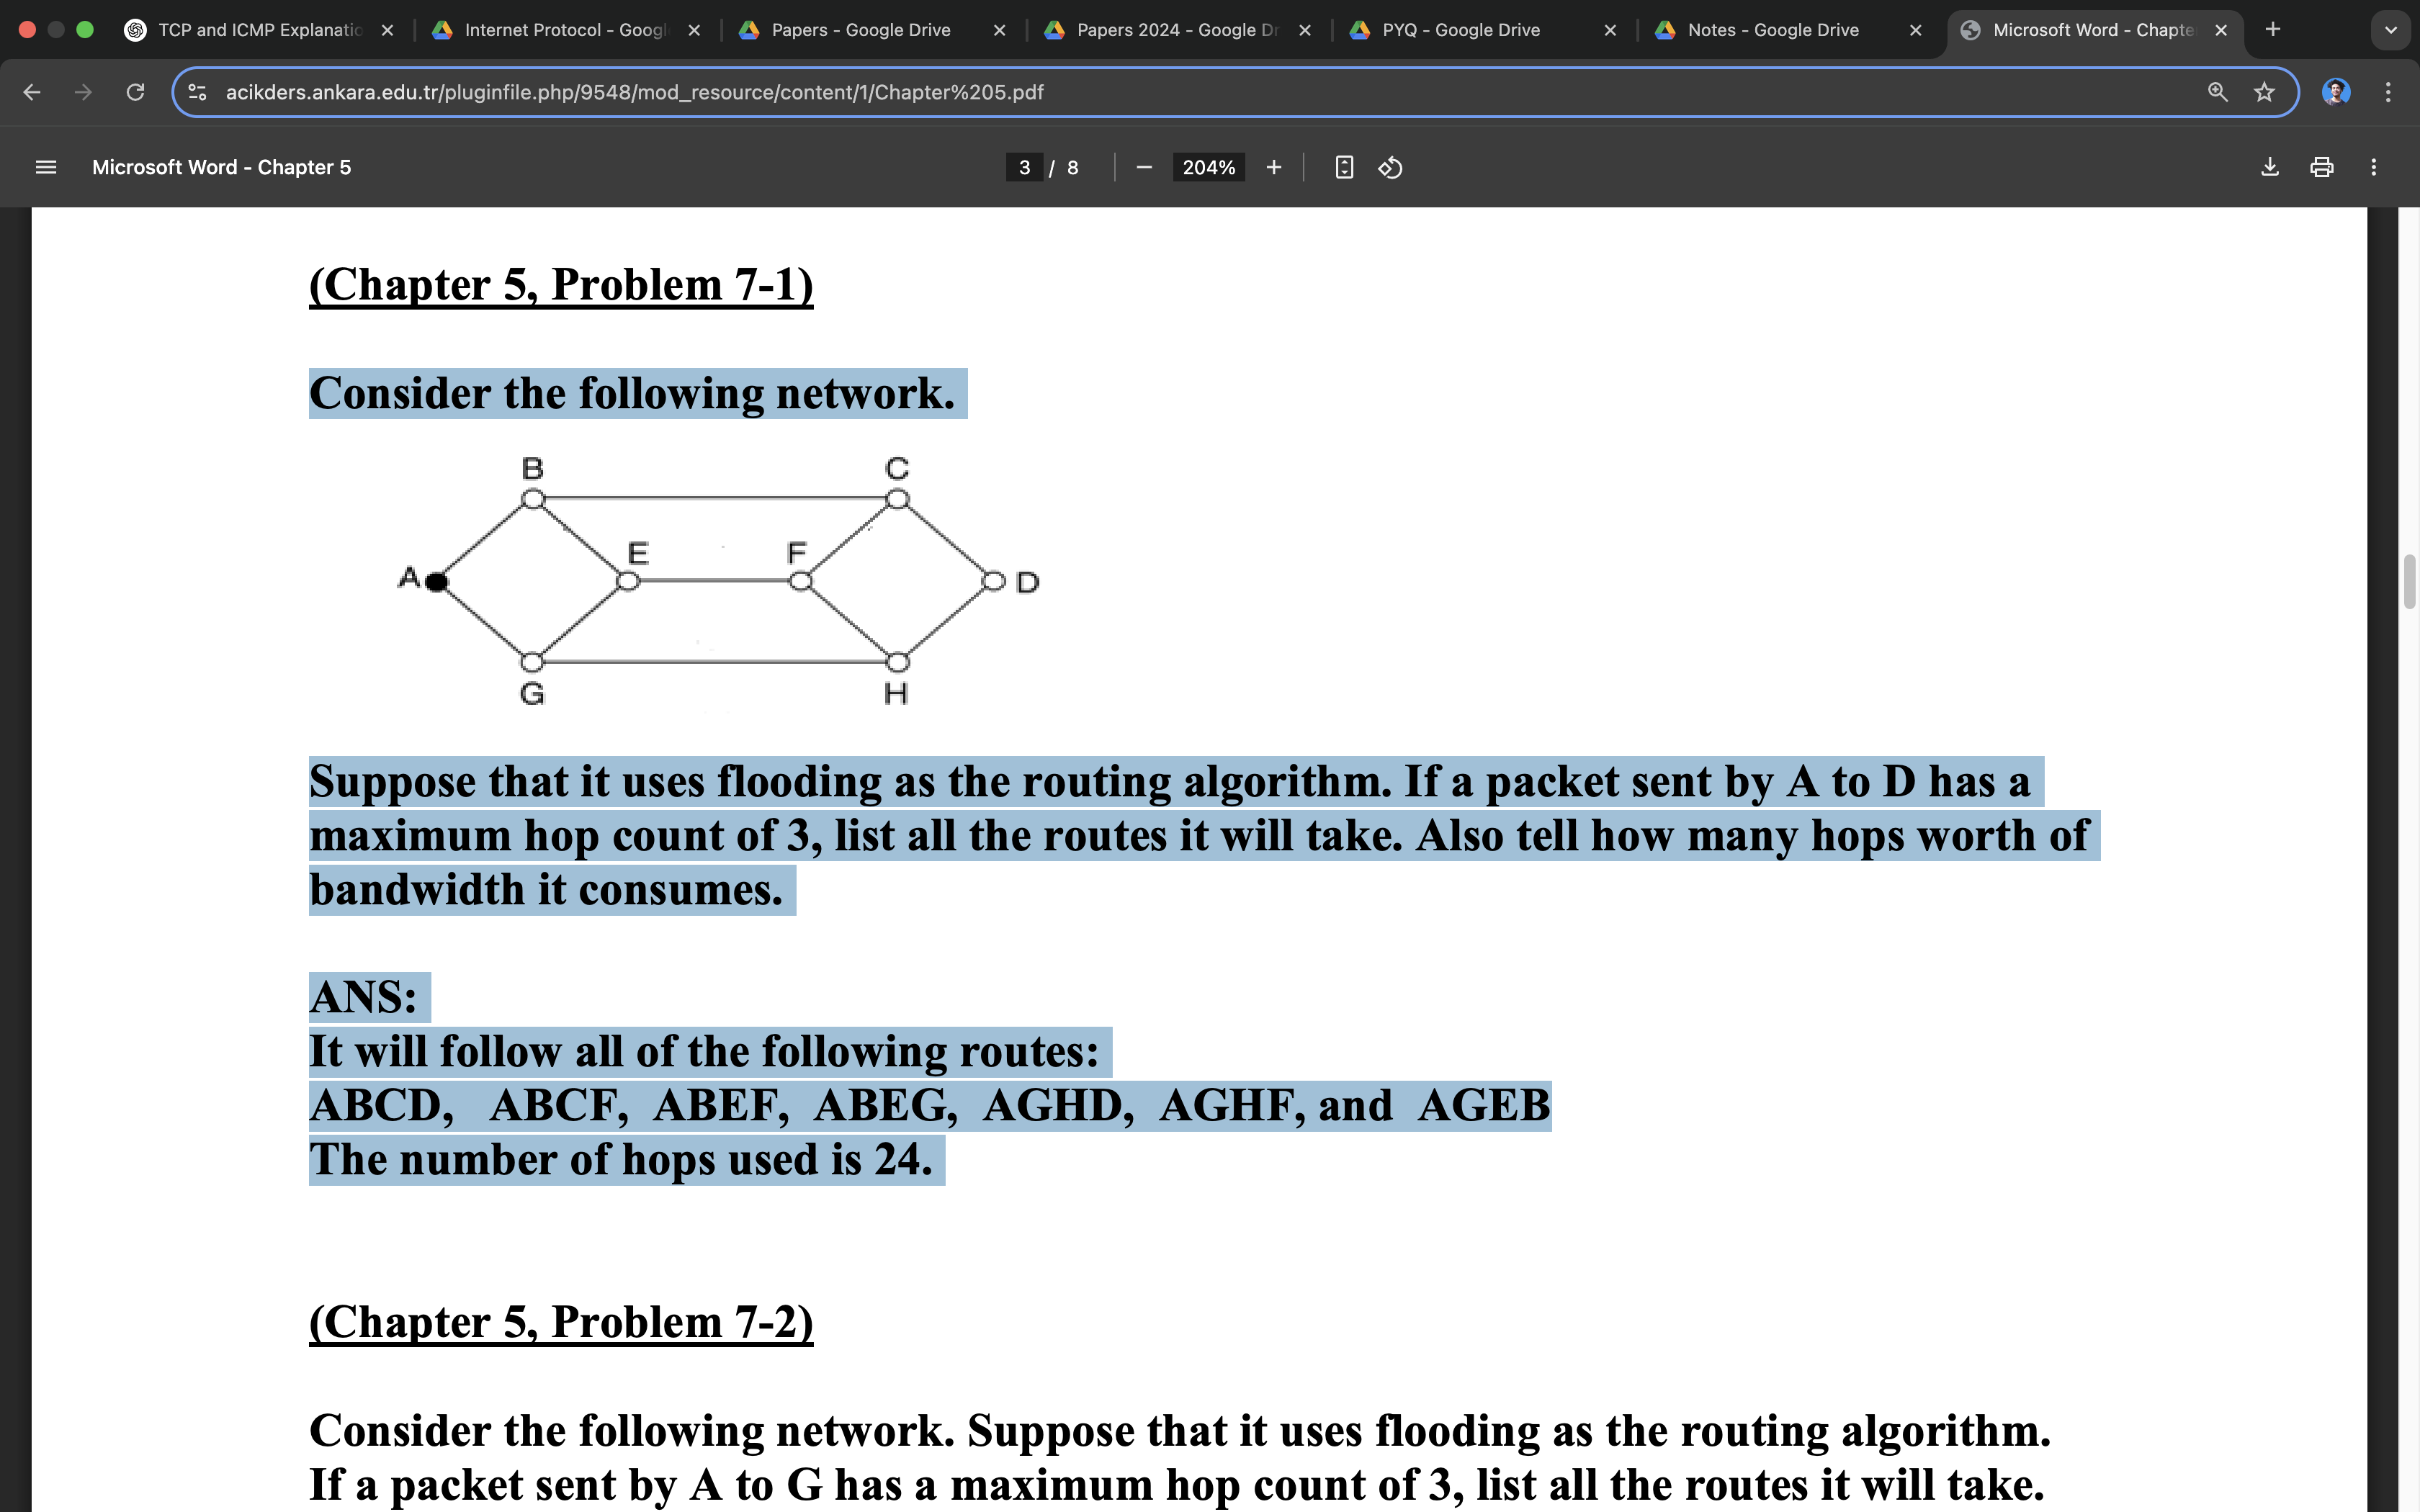 TCP and ICMP Explanatio
Internet Protocol - Googl
Papers - Google Drive
Papers 2024 - Google Dr
PYQ - Google Drive
Notes - Google Drive
Microsoft Word - Chapte
acikders.ankara.edu.tr/pluginfile.php/9548/mod_resource/content/1/Chapter%205.pdf
Microsoft Word - Chapter 5
3 / 8
204%
(Chapter 5, Problem 7-1)
Consider the following network.
B
C
E
F
A
D
G
H
Suppose that it uses flooding as the routing algorithm. If a packet sent by A to D has a
maximum hop count of 3, list all the routes it will take. Also tell how many hops worth of
bandwidth it consumes.
ANS:
It will follow all of the following routes:
ABCD, ABCF, ABEF, ABEG, AGHD, AGHF, and AGEB
The number of hops used is 24.
(Chapter 5, Problem 7-2)
Consider the following network. Suppose that it uses flooding as the routing algorithm.
If a packet sent by A to G has a maximum hop count of 3, list all the routes it will take.